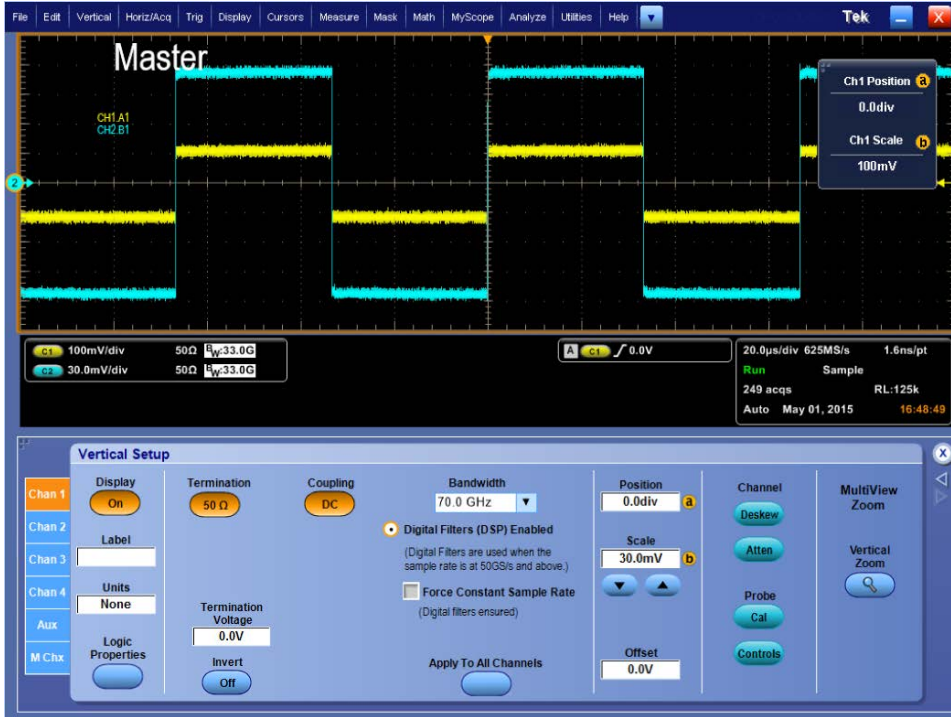 File Edit Vertical Horiz/Acq Trig Display Cursors Measure Mask Math MyScope Analyze Utilities Help Tek X
Master
CH1.A1
CH2.B1
Ch1 Position a
0.0div
Ch1 Scale b
100mV
2
C1 100mV/div 50Ω BW:33.0G
C2 30.0mV/div 50Ω BW:33.0G
A C1 0.0V
20.0µs/div 625MS/s 1.6ns/pt
Run Sample
249 acqs RL:125k
Auto May 01, 2015 16:48:49
Vertical Setup
X
Chan 1
Chan 2
Chan 3
Chan 4
Aux
M Chx
Display
On
Label
Units
None
Logic
Properties
Termination
50 Ω
Termination
Voltage
0.0V
Invert
Off
Coupling
DC
Bandwidth
70.0 GHz
Digital Filters (DSP) Enabled
(Digital Filters are used when the
sample rate is at 50GS/s and above.)
Force Constant Sample Rate
(Digital filters ensured)
Apply To All Channels
Position
0.0div a
Scale
30.0mV b
Offset
0.0V
Channel
Deskew
Atten
Probe
Cal
Controls
MultiView
Zoom
Vertical
Zoom